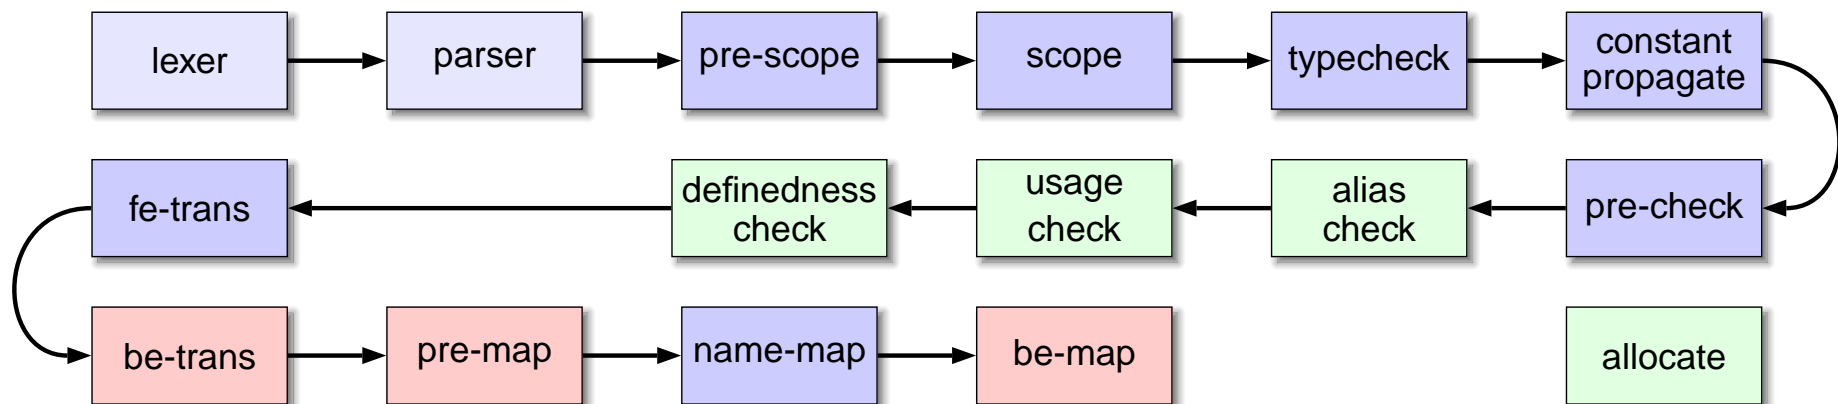 lexer
parser
pre-scope
scope
typecheck
constant
propagate
fe-trans
definedness
check
usage
check
alias
check
pre-check
be-trans
pre-map
name-map
be-map
allocate